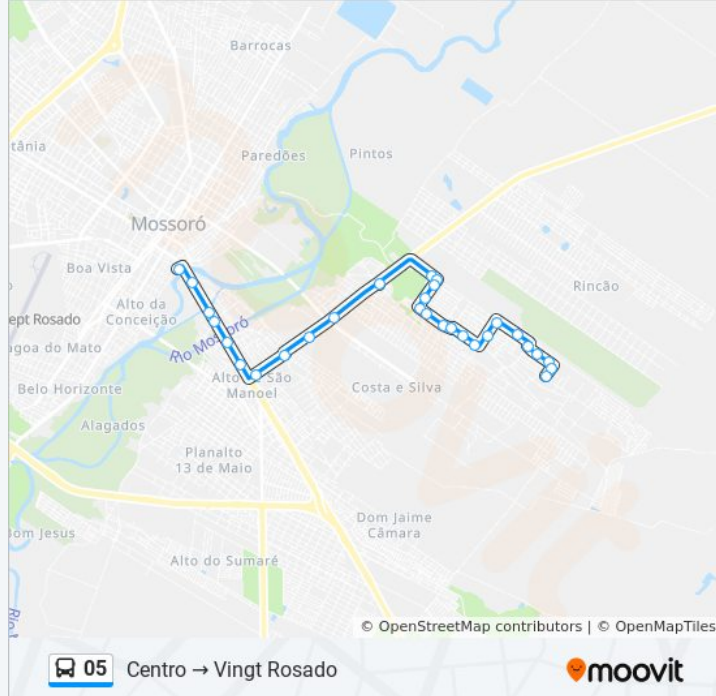 Barrocas
tânia
Paredões
Pintos
Mossoró
Boa Vista
Rincão
Alto da
Conceição
ept Rosado
Rio Mossoró
agoa do Mato
Alto de São
Manoel
Belo Horizonte
Costa e Silva
Alagados
Planalto
13 de Maio
Dom Jaime
Câmara
Bom Jesus
Alto do Sumaré
© OpenStreetMap contributors | © OpenMapTiles
05 Centro → Vingt Rosado
moovit